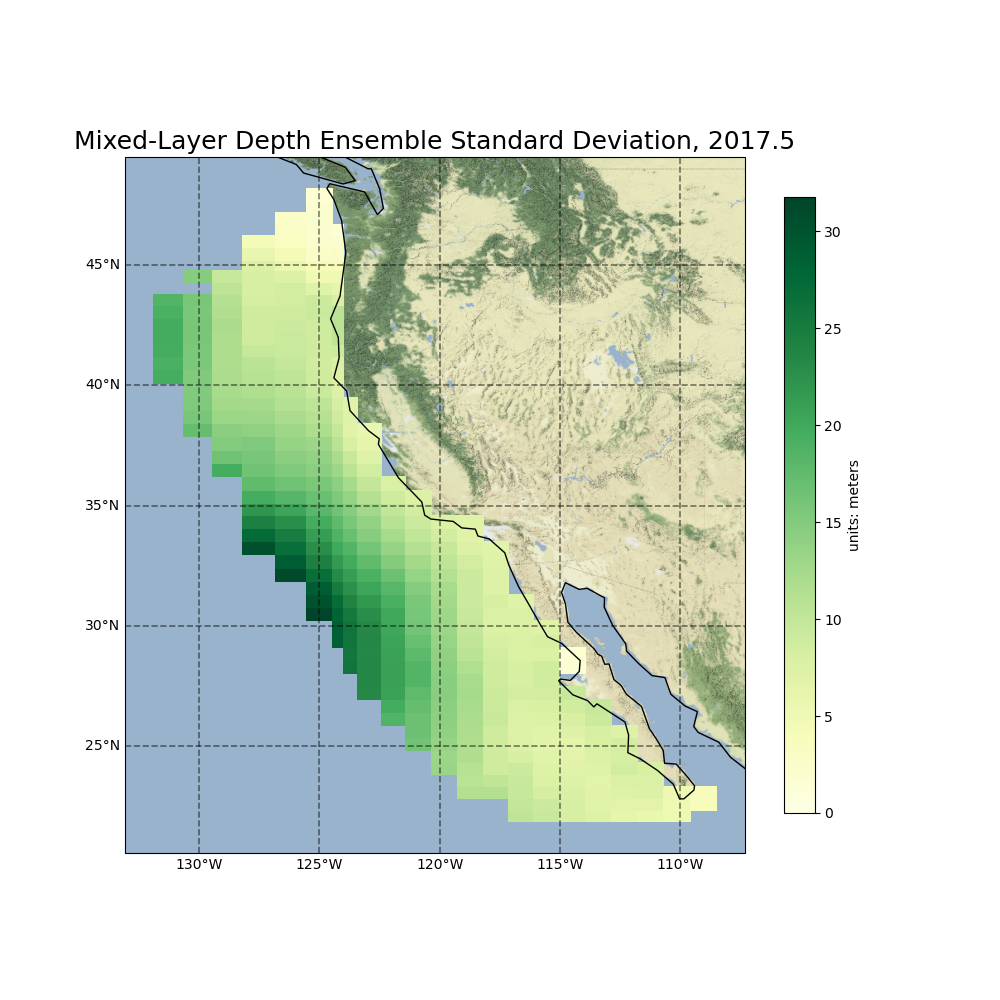 Mixed-Layer Depth Ensemble Standard Deviation, 2017.5
45°N
40°N
35°N
30°N
25°N
130°W
125°W
120°W
115°W
110°W
30
25
20
15
10
5
0
units: meters